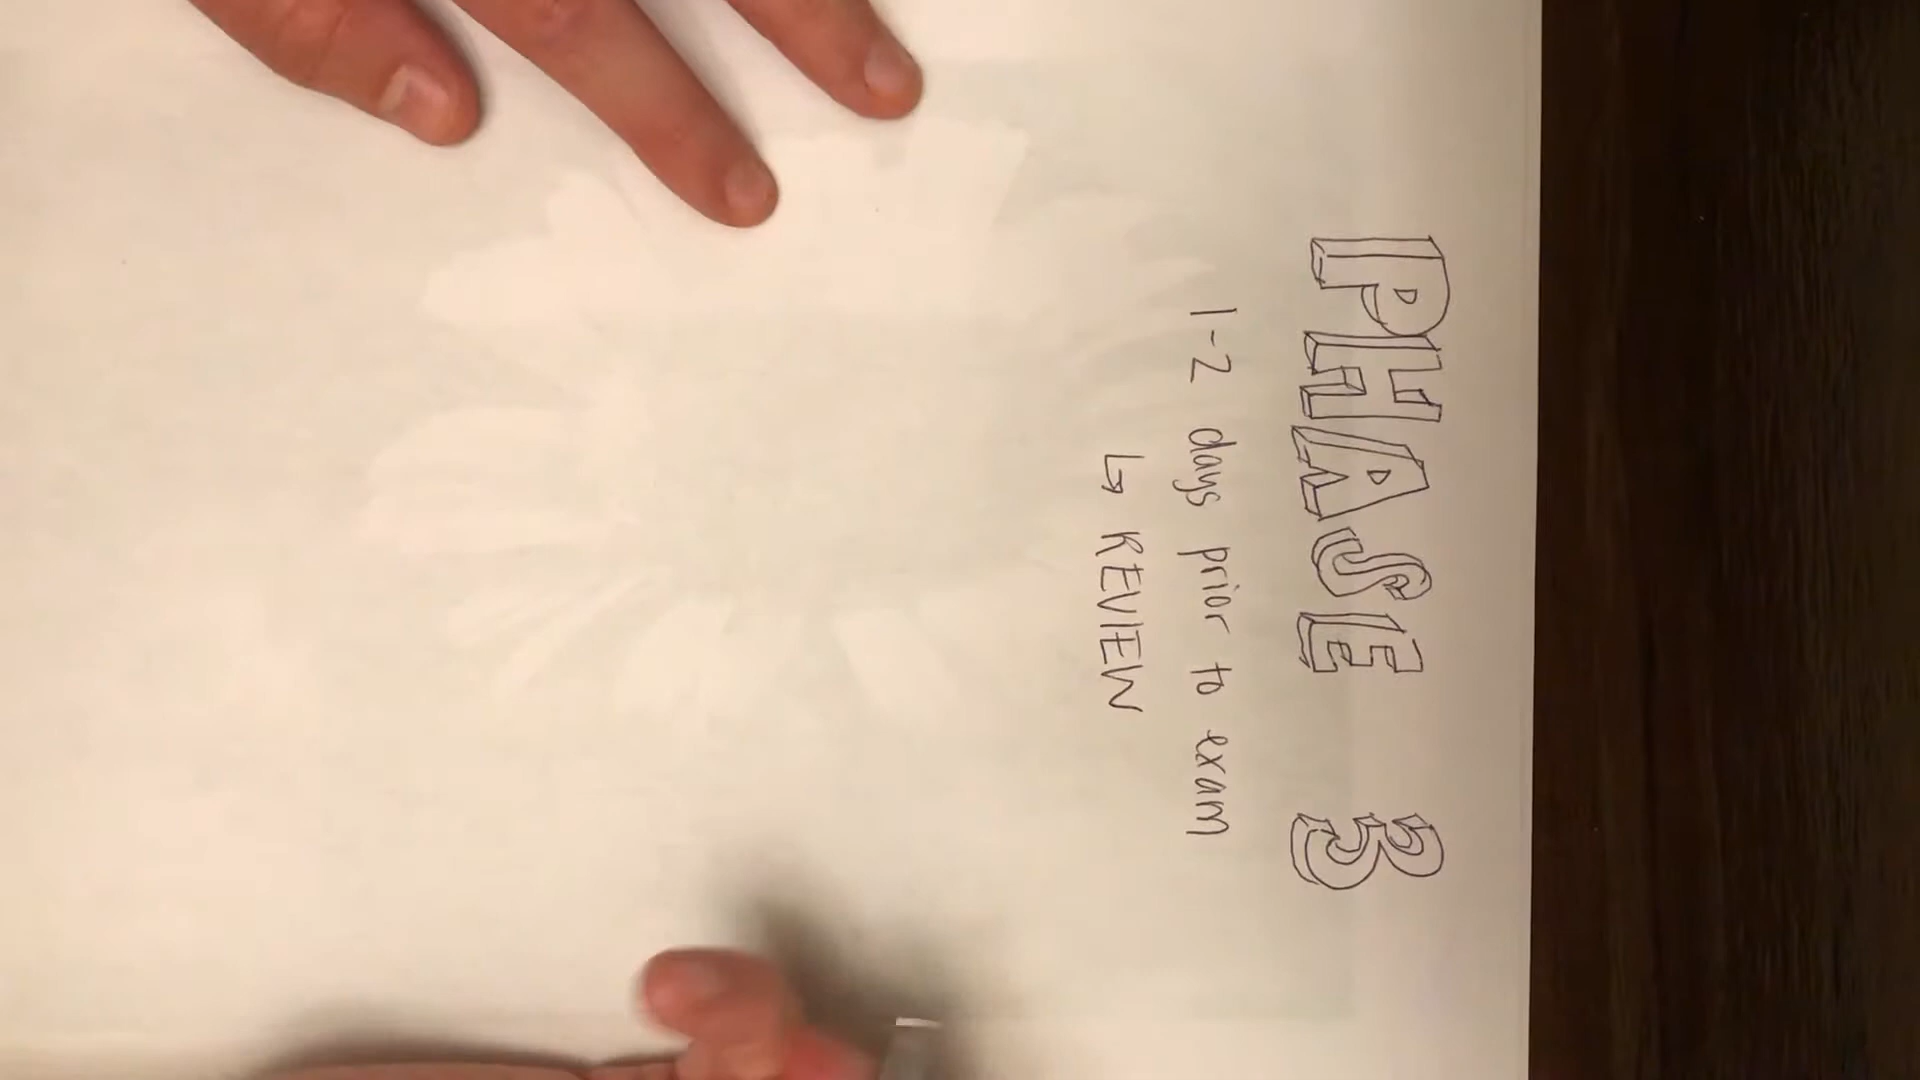 PHASE 3
1-2 days prior to exam
↳ REVIEW